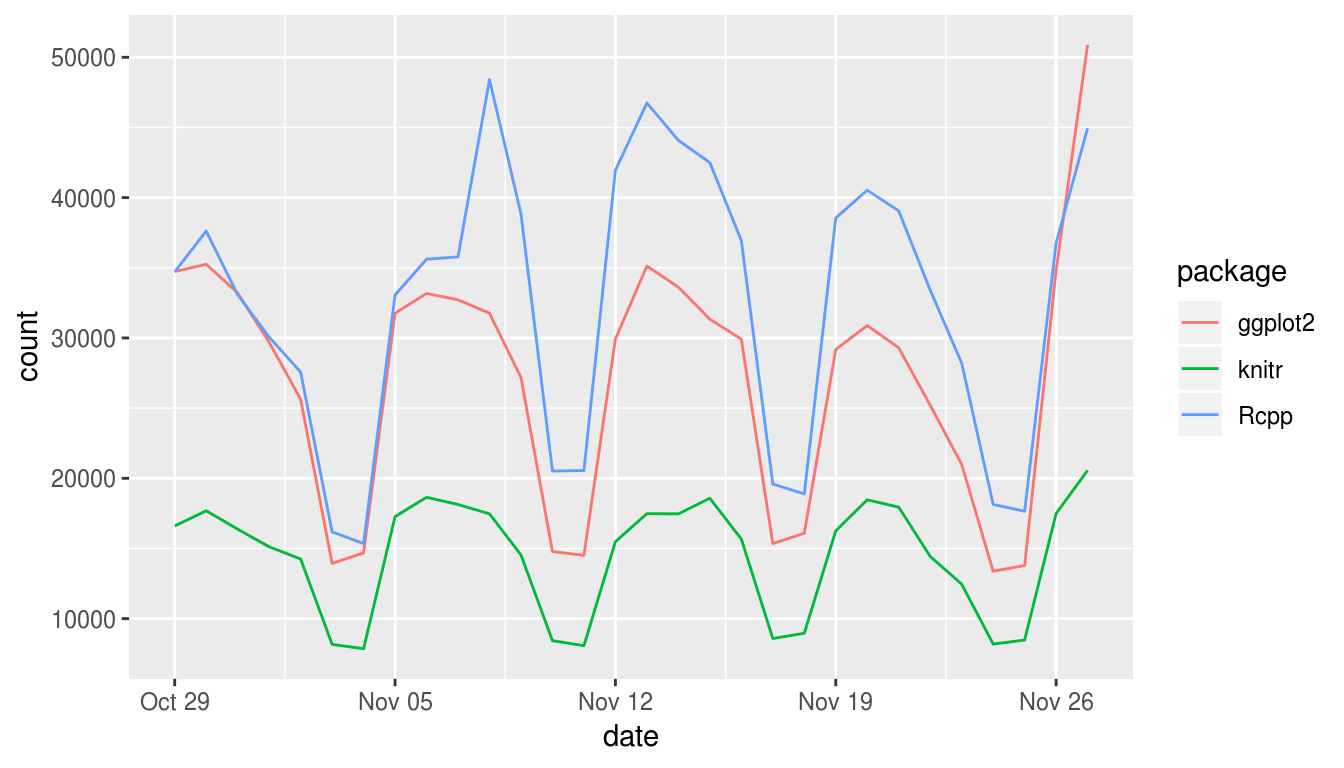 50000
40000
30000
20000
10000
count
Oct 29 Nov 05 Nov 12 Nov 19 Nov 26
date
package
ggplot2
knitr
Rcpp